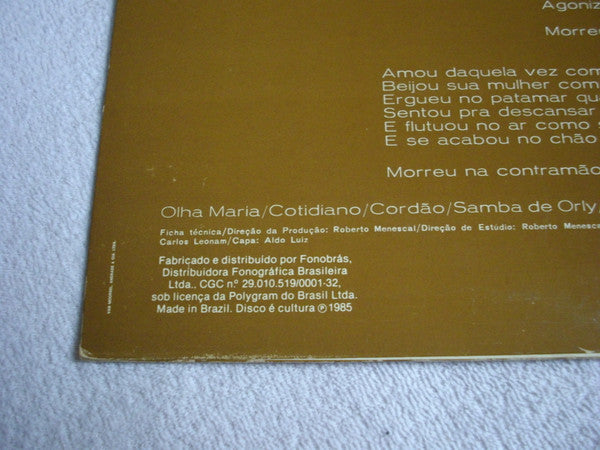 Agoniz
Morreu
Amou daquela vez com
Beijou sua mulher com
Ergueu no patamar qua
Sentou pra descansar
E flutuou no ar como s
E se acabou no chão
Morreu na contramão
Olha Maria/Cotidiano/Cordão/Samba de Orly/
Ficha técnica/Direção da Produção: Roberto Menescal/Direção de Estúdio: Roberto Menesca
Carlos Leonam/Capa: Aldo Luiz
Fabricado e distribuído por Fonobrás,
Distribuidora Fonográfica Brasileira
Ltda., CGC n.º 29.010.519/0001-32,
sob licença da Polygram do Brasil Ltda.
Made in Brazil. Disco é cultura ℗ 1985